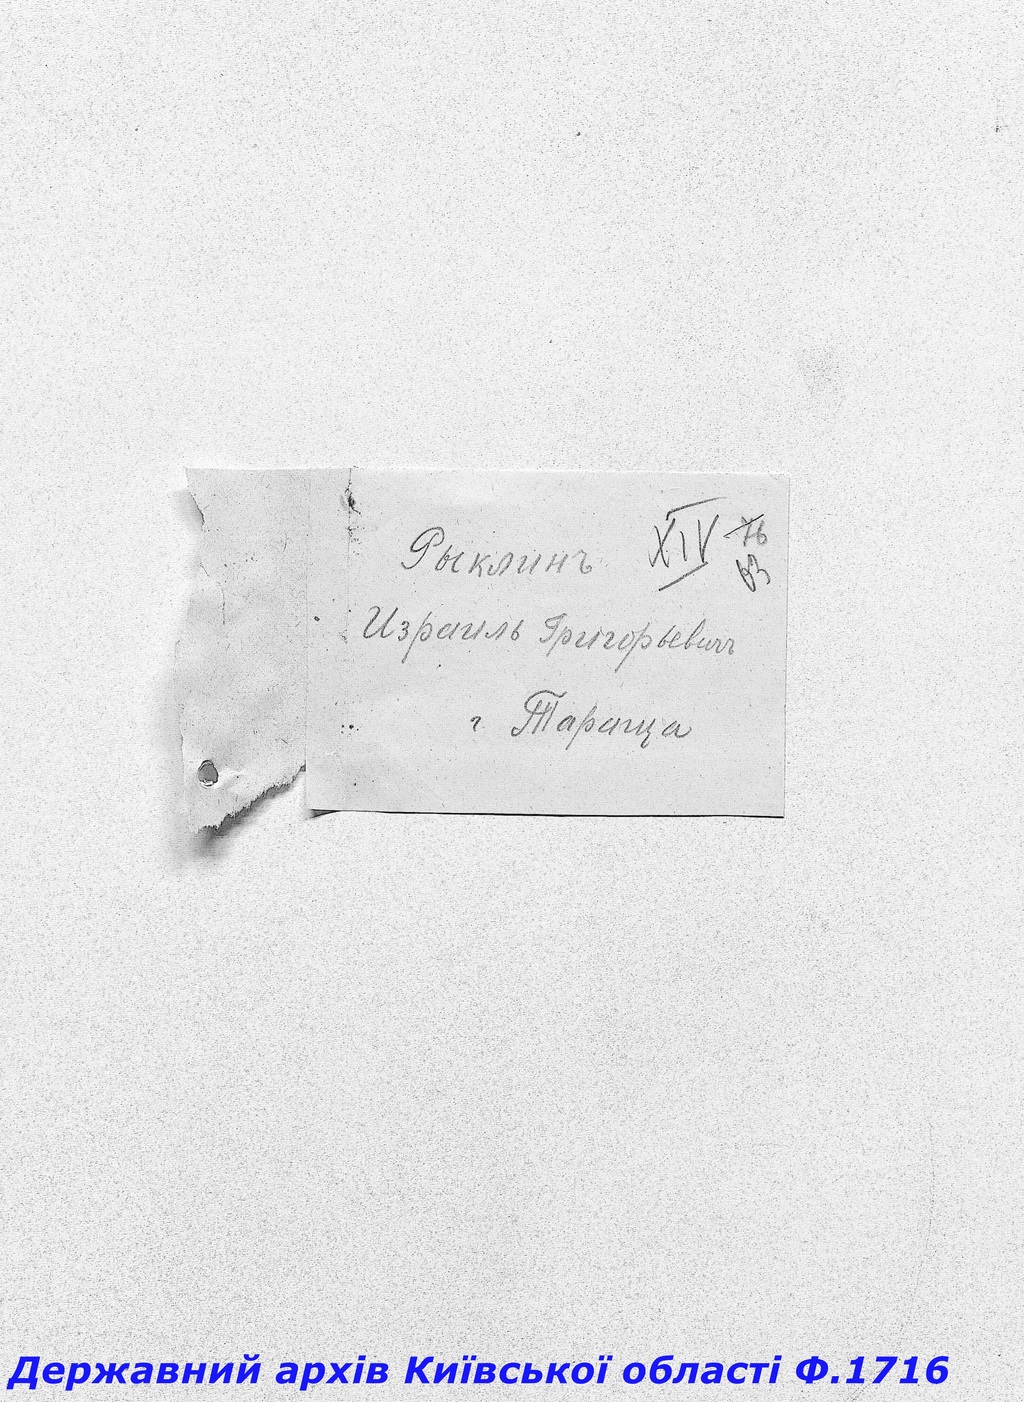 Рыклинъ XIV 76
63
Израиль Григорьевичъ
г Тараща
Державний архів Київської області Ф.1716